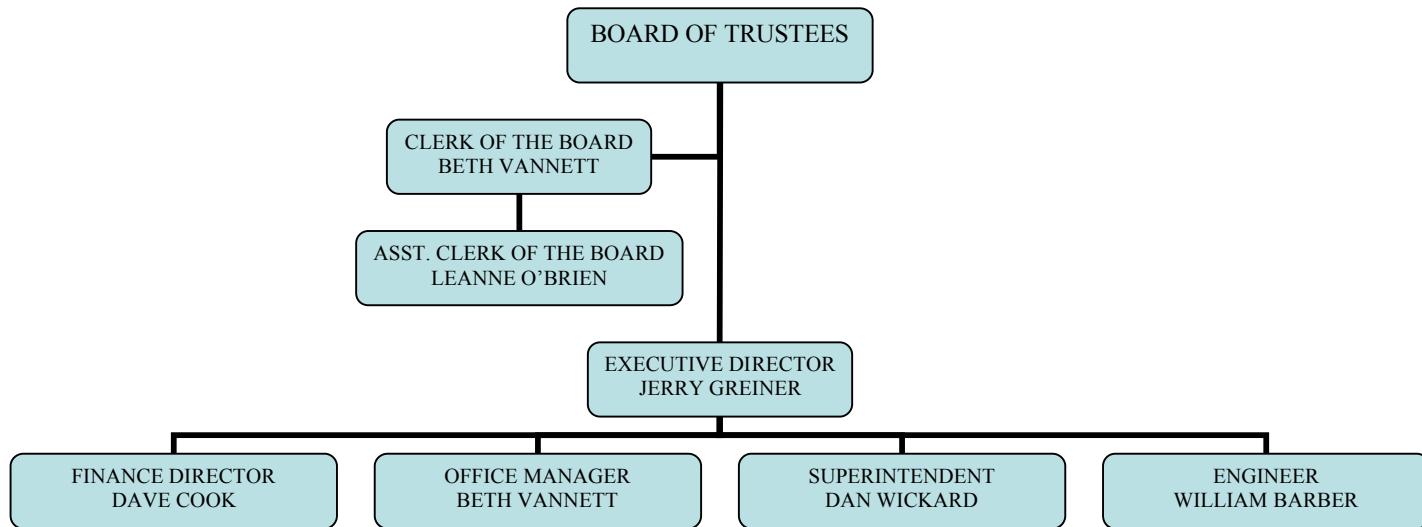 BOARD OF TRUSTEES
CLERK OF THE BOARD
BETH VANNETT
ASST. CLERK OF THE BOARD
LEANNE O’BRIEN
EXECUTIVE DIRECTOR
JERRY GREINER
FINANCE DIRECTOR
DAVE COOK
OFFICE MANAGER
BETH VANNETT
SUPERINTENDENT
DAN WICKARD
ENGINEER
WILLIAM BARBER